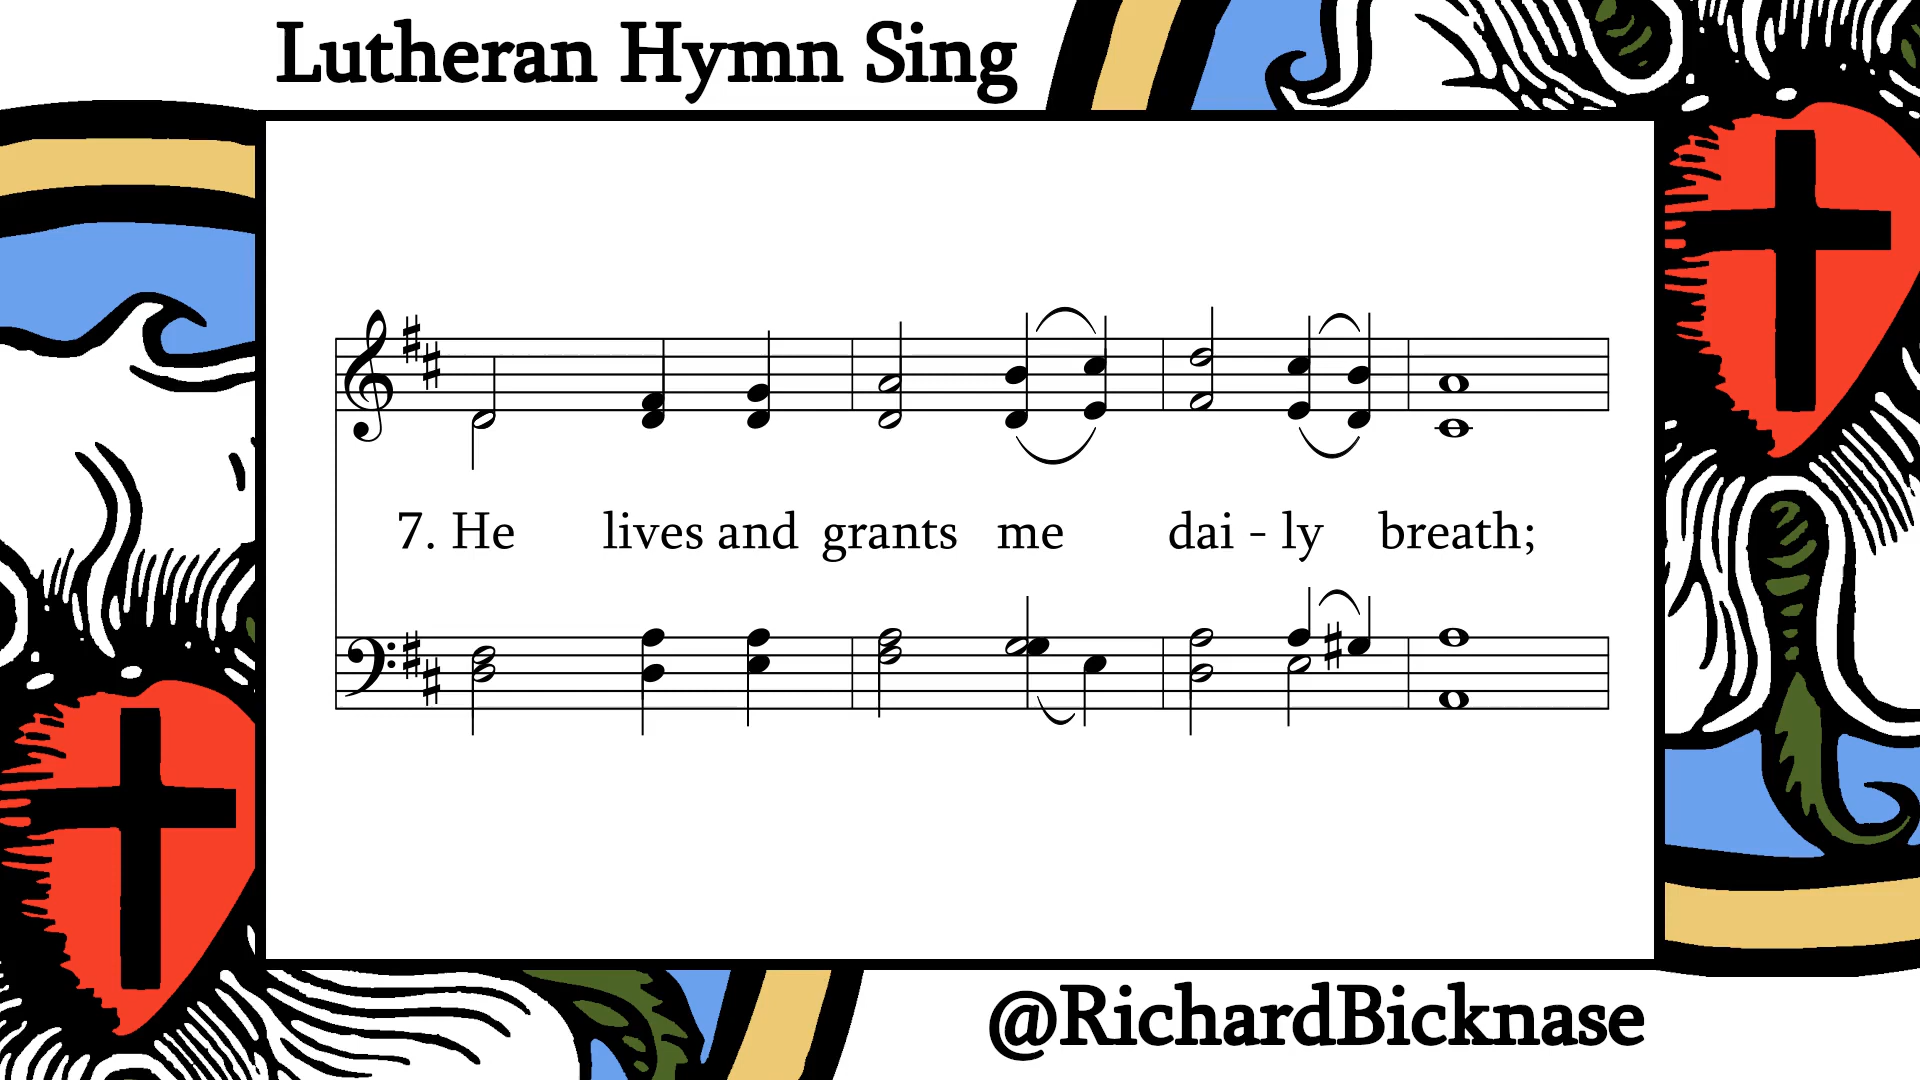 Lutheran Hymn Sing
7. He lives and grants me dai - ly breath;
@RichardBicknase